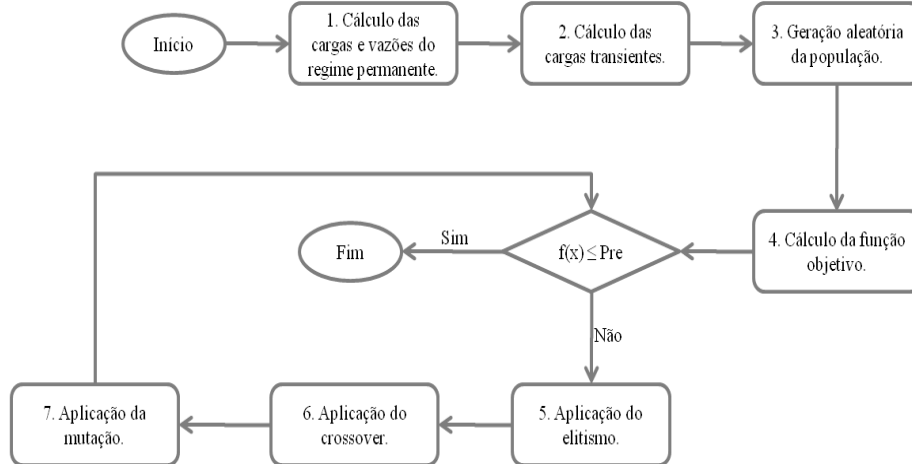 Início
1. Cálculo das
cargas e vazões do
regime permanente.
2. Cálculo das
cargas transientes.
3. Geração aleatória
da população.
4. Cálculo da função
objetivo.
f(x) ≤ Pre
Sim
Fim
Não
5. Aplicação do
elitismo.
6. Aplicação do
crossover.
7. Aplicação da
mutação.